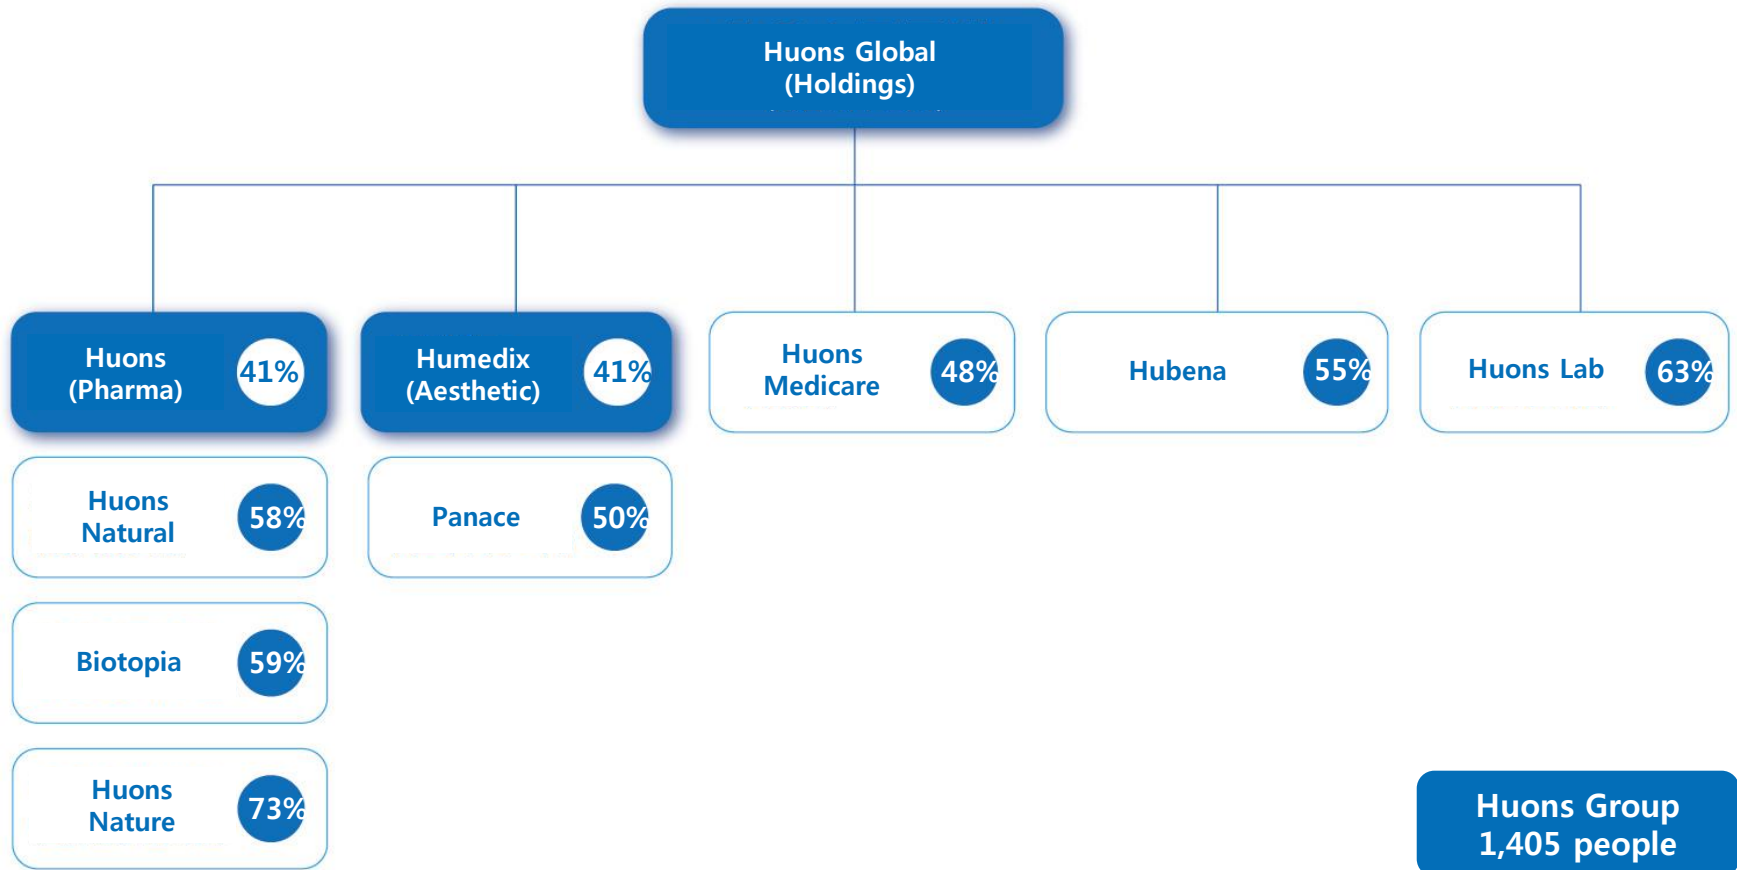 Huons Global
(Holdings)
Huons
(Pharma)
41%
Humedix
(Aesthetic)
41%
Huons
Medicare
48%
Hubena
55%
Huons Lab
63%
Huons
Natural
58%
Panace
50%
Biotopia
59%
Huons
Nature
73%
Huons Group
1,405 people